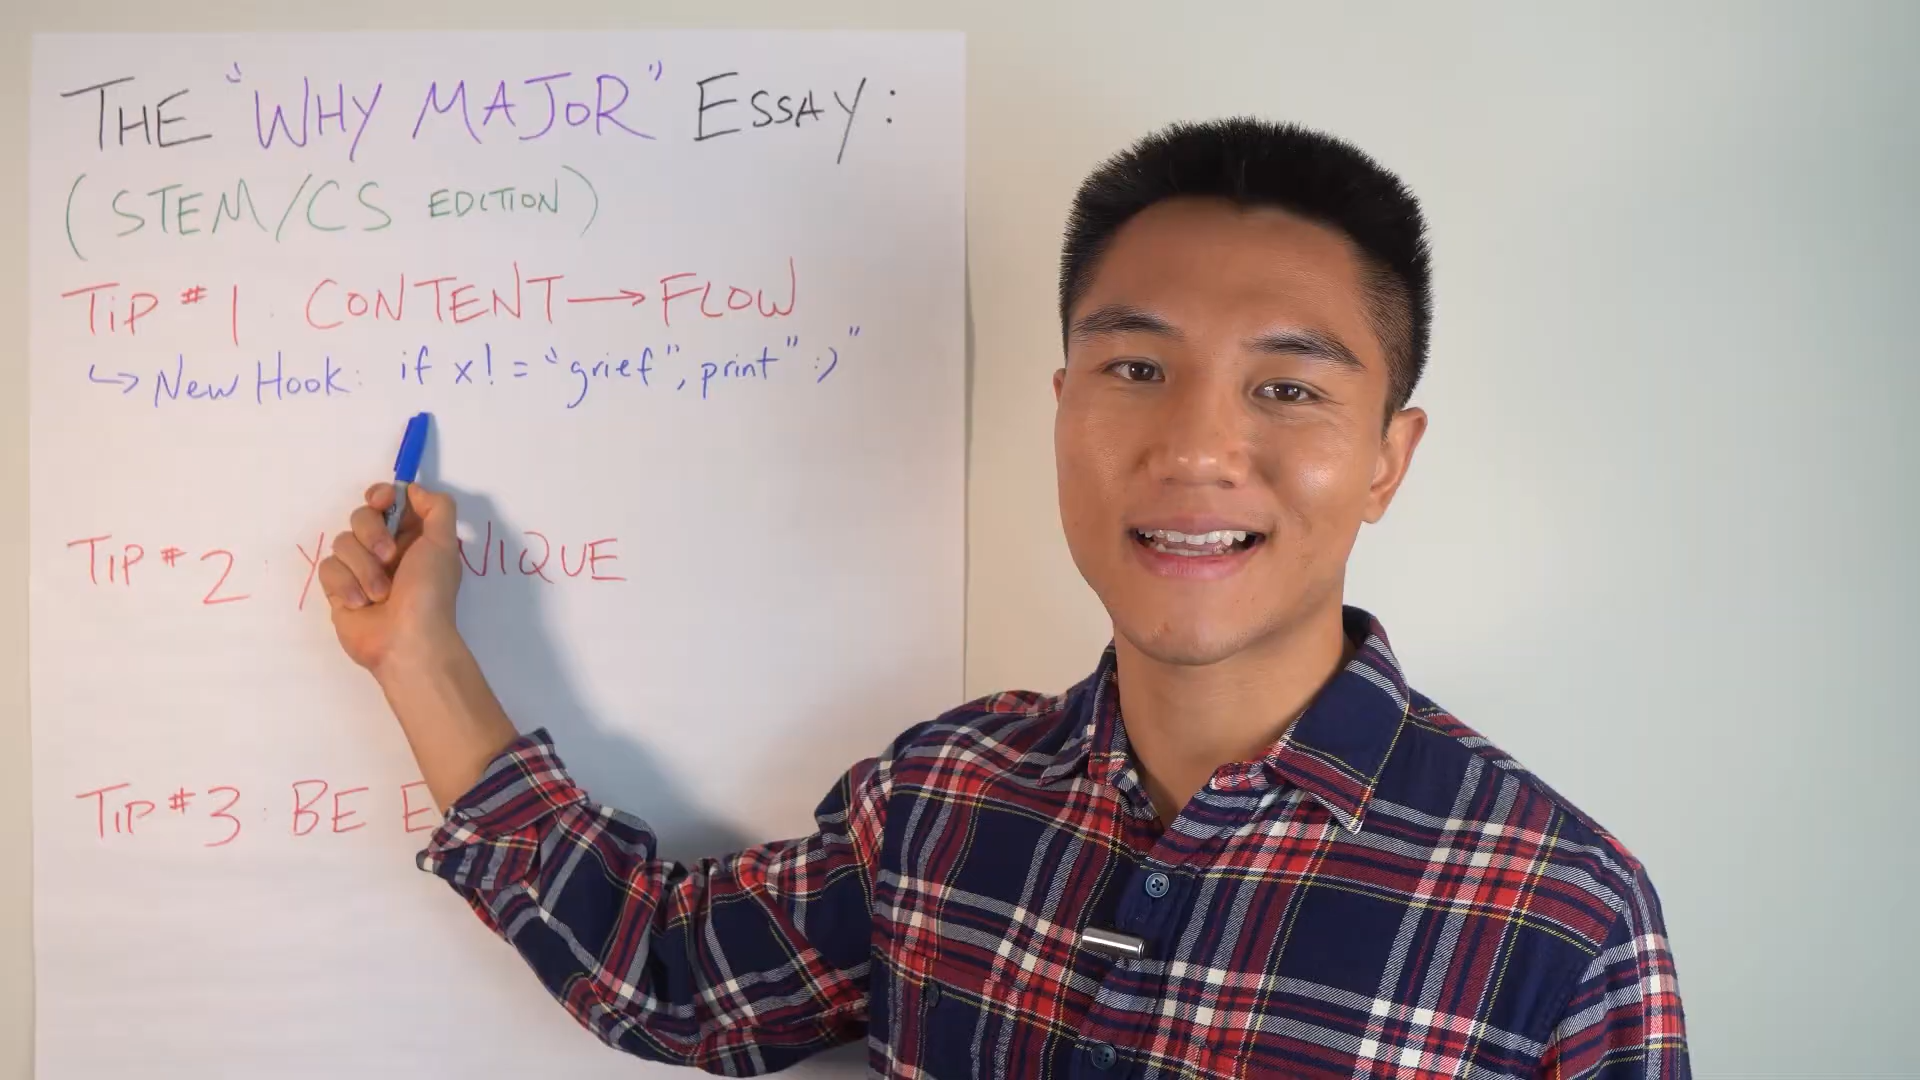 THE "WHY MAJOR" ESSAY:
(STEM/CS EDITION)
TIP #1: CONTENT → FLOW
↳ New Hook: if x! = "grief", print ":)"
TIP #2:
TIP #3: BE